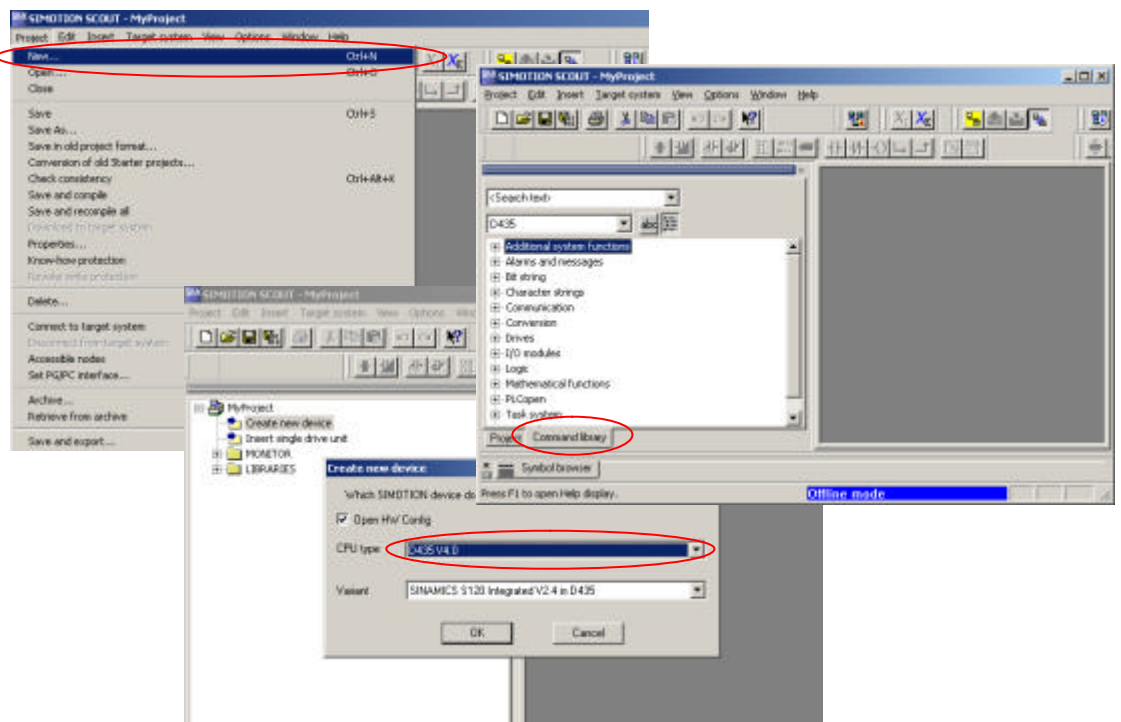 SIMOTION SCOUT - MyProject
Project Edit Insert Target system View Options Window Help
New... Ctrl+N
Open... Ctrl+O
Close
Save Ctrl+S
Save As...
Save in old project format...
Conversion of old Starter projects...
Check consistency Ctrl+Alt+K
Save and compile
Save and recompile all
Download to target system
Properties...
Know-how protection
Delete...
Connect to target system
Disconnect from target system
Accessible nodes
Set PG/PC interface...
Archive...
Retrieve from archive
Save and export...
SIMOTION SCOUT - MyProject
Project Edit Insert Target system View Options Window Help
<Search text>
D435
abc
Additional system functions
Alarms and messages
Bit string
Character strings
Communication
Conversion
Drives
I/O modules
Logic
Mathematical functions
PLCopen
Task system
Project Command library
Symbol browser
Press F1 to open Help display.
Offline mode
SIMOTION SCOUT - MyProject
Project Edit Insert Target system View Options
MyProject
Create new device
Insert single drive unit
MONITOR
LIBRARIES
Create new device
Which SIMOTION device do
Open HW Config
CPU type:
D435 V4.0
Variant
SINAMICS S120 Integrated V2.4 in D435
OK Cancel